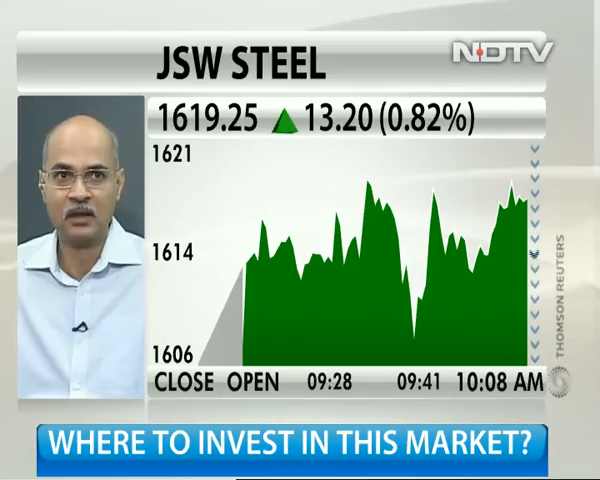 JSW STEEL
NDTV
1619.25 ▲ 13.20 (0.82%)
1621
1614
1606
CLOSE OPEN 09:28 09:41 10:08 AM
THOMSON REUTERS
WHERE TO INVEST IN THIS MARKET?